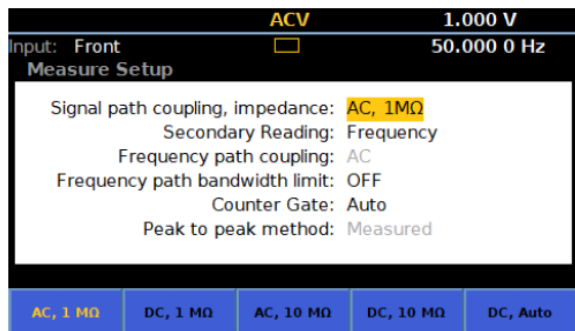 ACV 1.000 V
Input: Front 50.000 0 Hz
Measure Setup
Signal path coupling, impedance: AC, 1MΩ
Secondary Reading: Frequency
Frequency path coupling: AC
Frequency path bandwidth limit: OFF
Counter Gate: Auto
Peak to peak method: Measured
AC, 1 MΩ DC, 1 MΩ AC, 10 MΩ DC, 10 MΩ DC, Auto